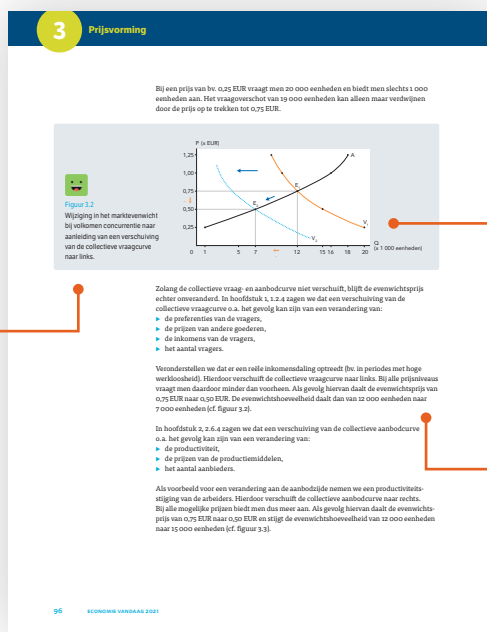 3 Prijsvorming
Bij een prijs van bv. 0,25 EUR vraagt men 20 000 eenheden en biedt men slechts 1 000
eenheden aan. Het vraagoverschot van 19 000 eenheden kan alleen maar verdwijnen
door de prijs op te trekken tot 0,75 EUR.
P (x EUR)
1,25
1,00
0,75
0,50
0,25
A
E
E
V
V
0 1 5 7 12 15 16 18 20
Q
(x 1 000 eenheden)
Figuur 3.2
Wijziging in het marktevenwicht
bij volkomen concurrentie naar
aanleiding van een verschuiving
van de collectieve vraagcurve
naar links.
Zolang de collectieve vraag- en aanbodcurve niet verschuift, blijft de evenwichtsprijs
echter onveranderd. In hoofdstuk 1, 1.2.4 zagen we dat een verschuiving van de
collectieve vraagcurve o.a. het gevolg kan zijn van een verandering van:
▶ de preferenties van de vragers,
▶ de prijzen van andere goederen,
▶ de inkomens van de vragers,
▶ het aantal vragers.
Veronderstellen we dat er een reële inkomensdaling optreedt (bv. in periodes met hoge
werkloosheid). Hierdoor verschuift de collectieve vraagcurve naar links. Bij alle prijsniveaus
vraagt men daardoor minder dan voorheen. Als gevolg hiervan daalt de evenwichtsprijs van
0,75 EUR naar 0,50 EUR. De evenwichtshoeveelheid daalt dan van 12 000 eenheden naar
7 000 eenheden (cf. figuur 3.2).
In hoofdstuk 2, 2.6.4 zagen we dat een verschuiving van de collectieve aanbodcurve
o.a. het gevolg kan zijn van een verandering van:
▶ de productiviteit,
▶ de prijzen van de productiemiddelen,
▶ het aantal aanbieders.
Als voorbeeld voor een verandering aan de aanbodzijde nemen we een productiviteits-
stijging van de arbeiders. Hierdoor verschuift de collectieve aanbodcurve naar rechts.
Bij alle mogelijke prijzen biedt men dus meer aan. Als gevolg hiervan daalt de evenwichts-
prijs van 0,75 EUR naar 0,50 EUR en stijgt de evenwichtshoeveelheid van 12 000 eenheden
naar 15 000 eenheden (cf. figuur 3.3).
96 ECONOMIE VANDAAG 2021